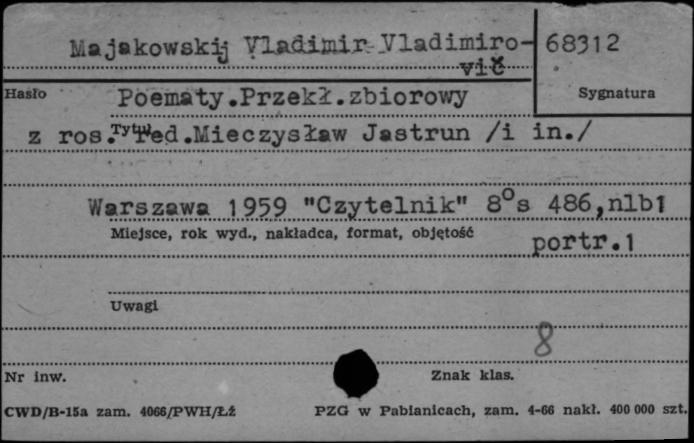 Majakowskij Vladimir Vladimiro-
vič
68312
Hasło
Sygnatura
Poematy.Przekł.zbiorowy
z ros. Red.Mieczysław Jastrun /i in./
Tytuł
Warszawa 1959 "Czytelnik" 8°s 486,nlb1
Miejsce, rok wyd., nakładca, format, objętość
portr.1
Uwagi
8
Nr inw.
Znak klas.
CWD/B-15a zam. 4066/PWH/Łź
PZG w Pabianicach, zam. 4-66 nakł. 400 000 szt.